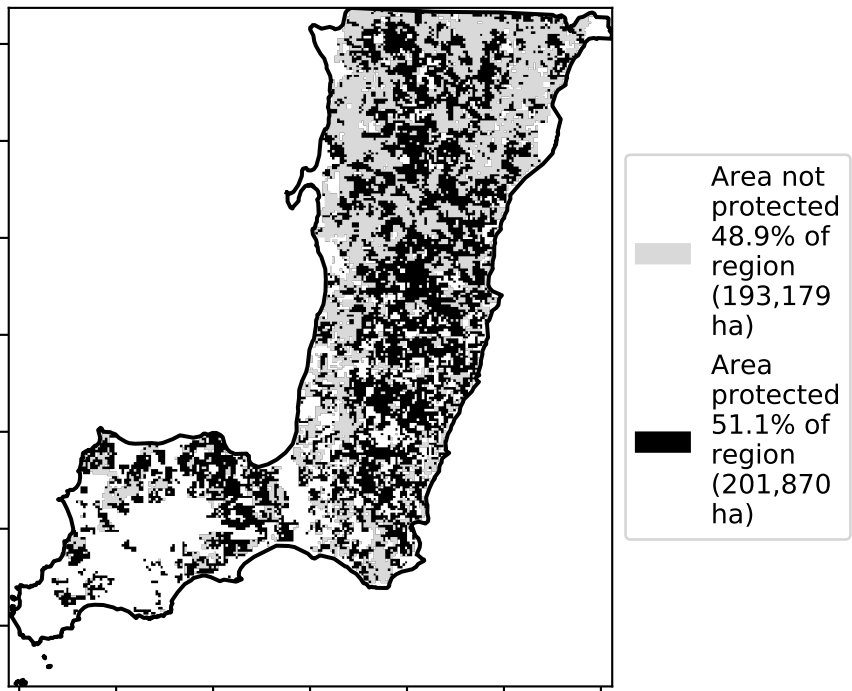 Area not
protected
48.9% of
region
(193,179
ha)
Area
protected
51.1% of
region
(201,870
ha)